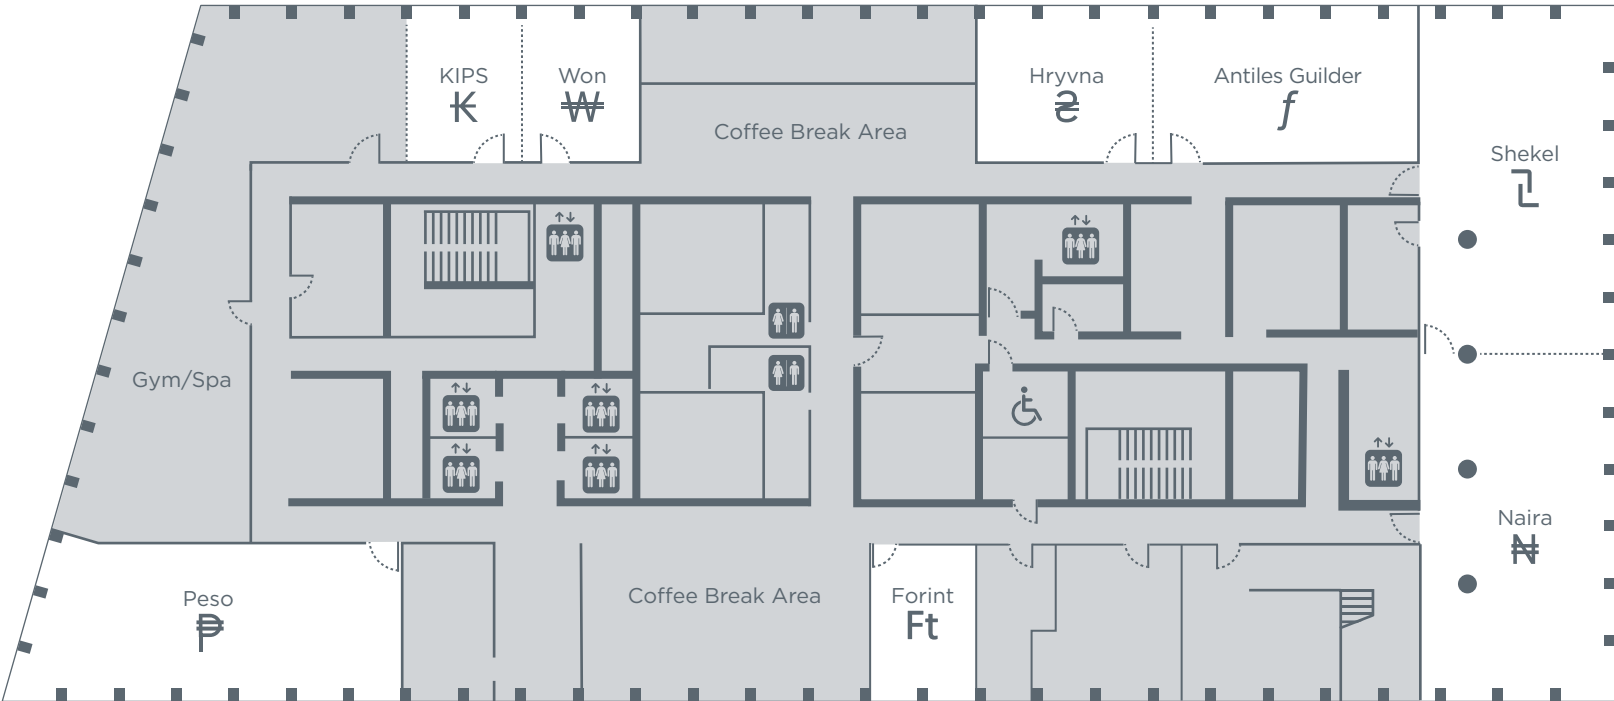 KIPS
₭
Won
₩
Hryvna
₴
Antiles Guilder
ƒ
Coffee Break Area
Shekel
Gym/Spa
Naira
₦
Peso
₱
Coffee Break Area
Forint
Ft